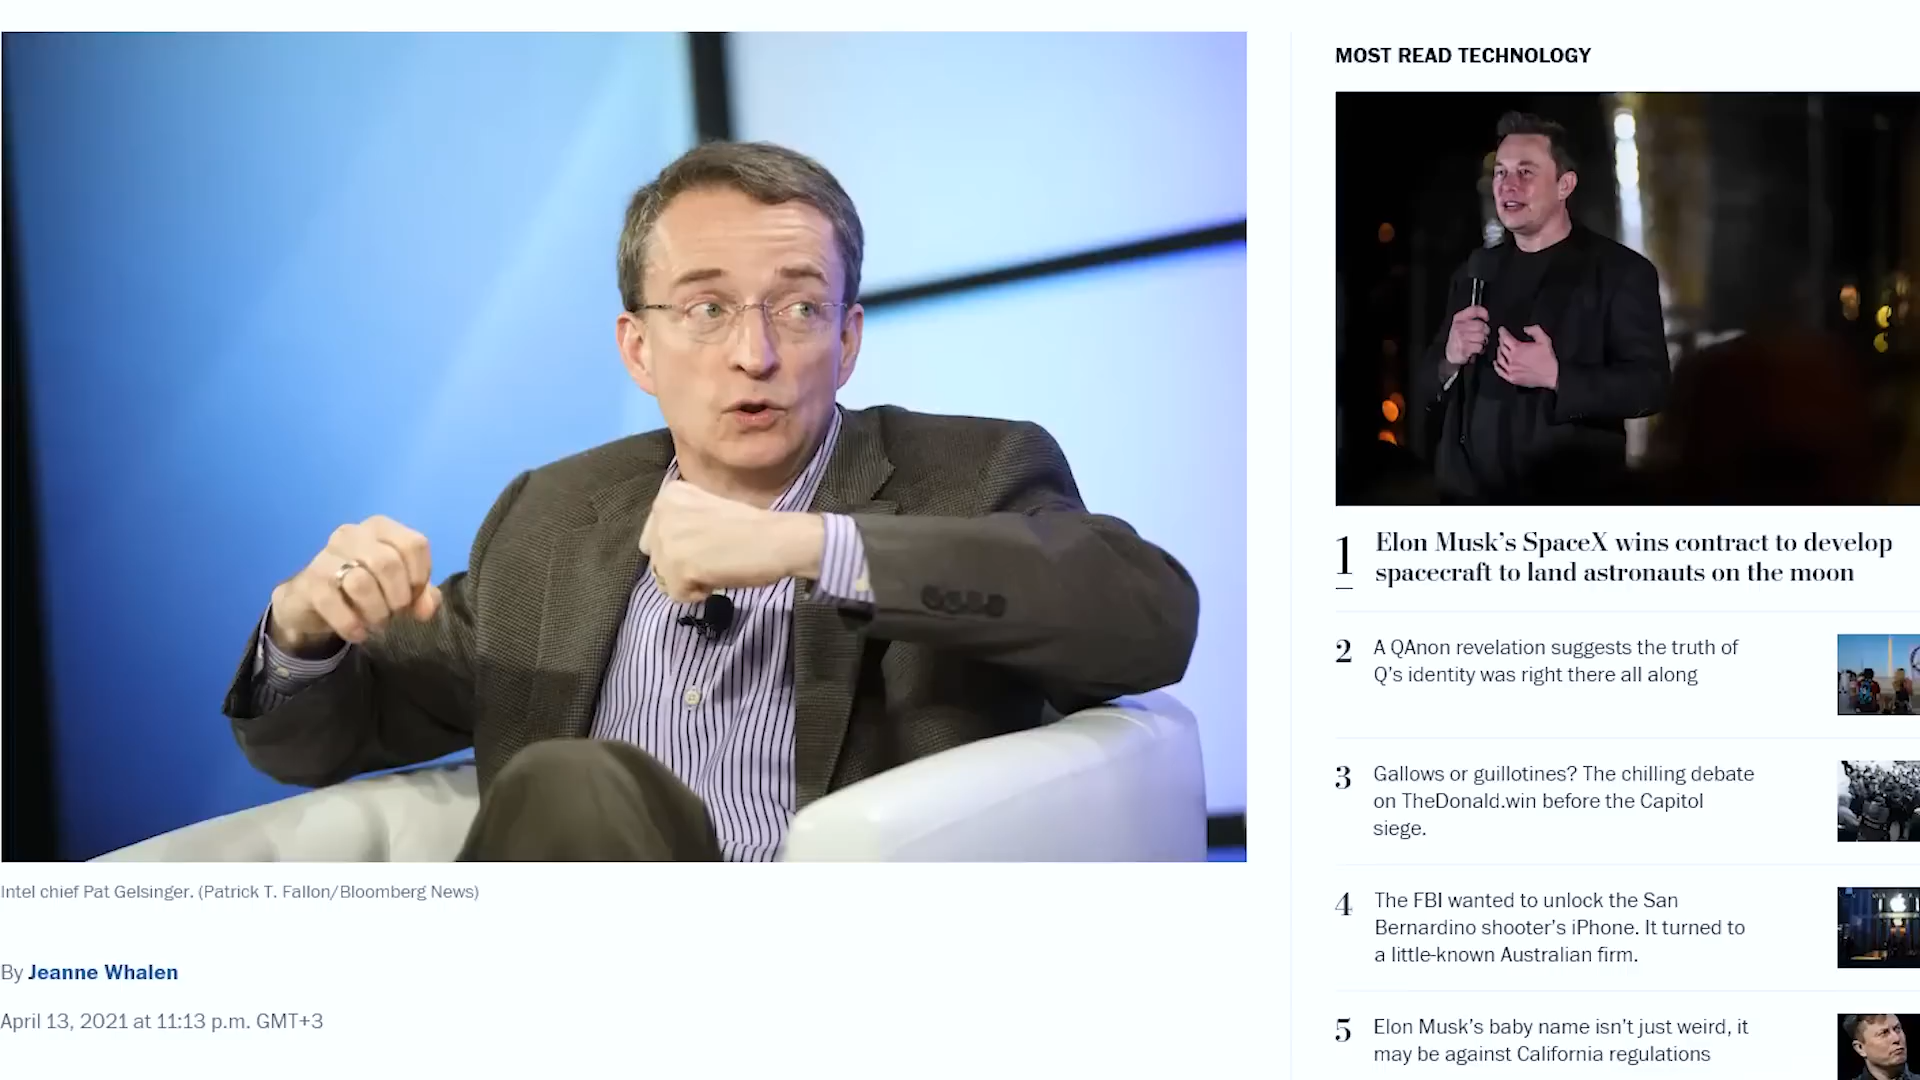 Intel chief Pat Gelsinger. (Patrick T. Fallon/Bloomberg News)
By Jeanne Whalen
April 13, 2021 at 11:13 p.m. GMT+3
MOST READ TECHNOLOGY
1
Elon Musk’s SpaceX wins contract to develop
spacecraft to land astronauts on the moon
2
A QAnon revelation suggests the truth of
Q’s identity was right there all along
3
Gallows or guillotines? The chilling debate
on TheDonald.win before the Capitol
siege.
4
The FBI wanted to unlock the San
Bernardino shooter’s iPhone. It turned to
a little-known Australian firm.
5
Elon Musk’s baby name isn’t just weird, it
may be against California regulations